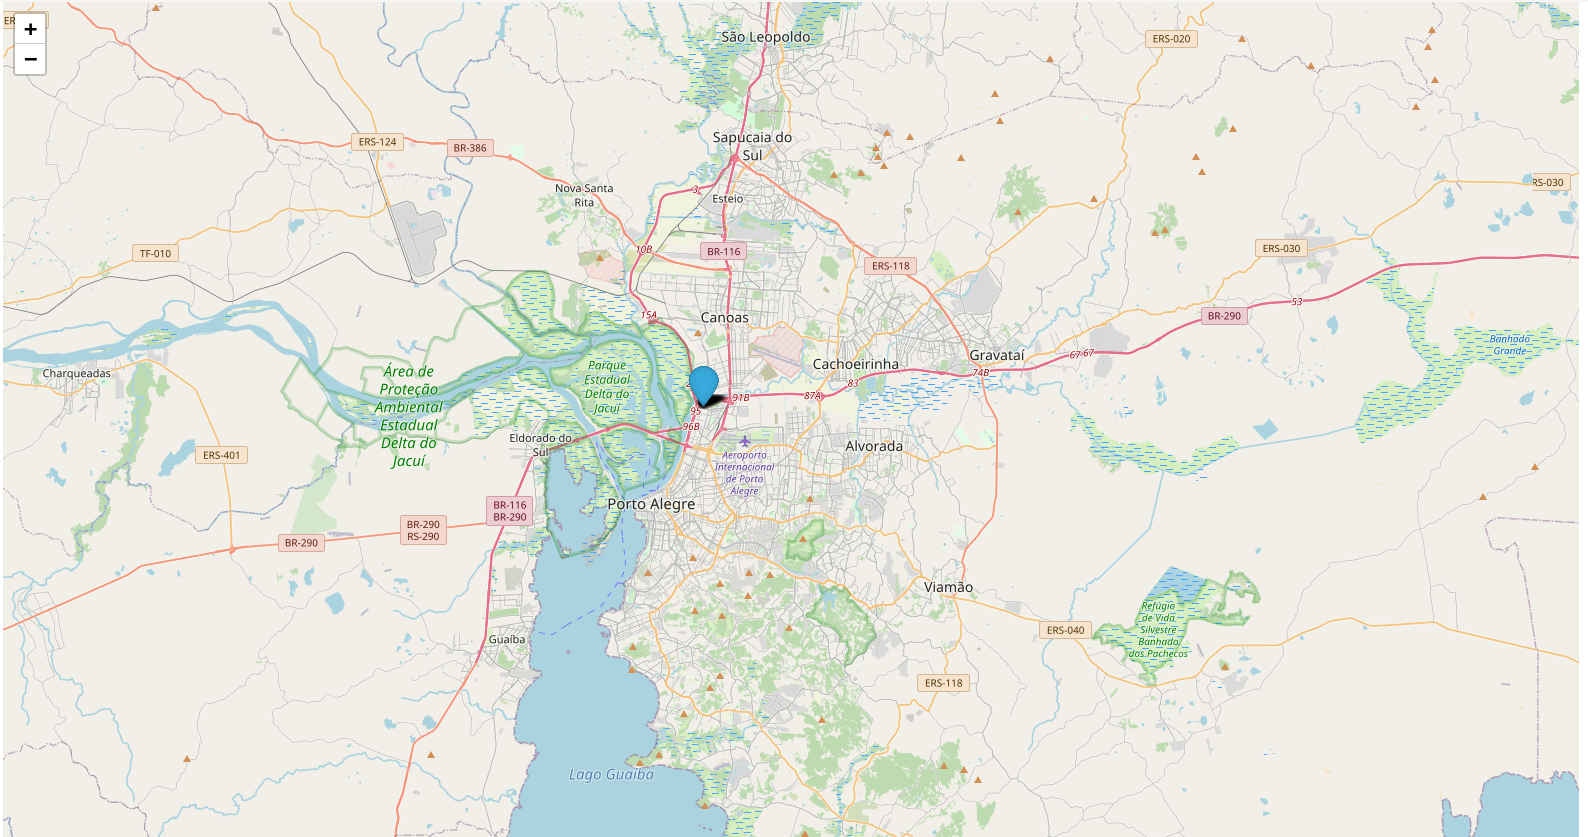 +
−
São Leopoldo
ERS-020
Sapucaia do
Sul
ERS-124
BR-386
Nova Santa
Rita
3
Esteio
RS-030
TF-010
10B
BR-116
ERS-118
ERS-030
53
BR-290
15A
Canoas
Banhado
Grande
Gravataí
67
67
Cachoeirinha
74B
83
87A
91B
95
96B
Charqueadas
Área de
Proteção
Ambiental
Estadual
Delta do
Jacuí
Parque
Estadual
Delta do
Jacuí
Eldorado do
Sul
Alvorada
Aeroporto
Internacional
de Porto
Alegre
ERS-401
Porto Alegre
BR-116
BR-290
BR-290
RS-290
BR-290
Viamão
Refúgio
de Vida
Silvestre
Banhado
dos Pachecos
ERS-040
Guaíba
ERS-118
Lago Guaíba